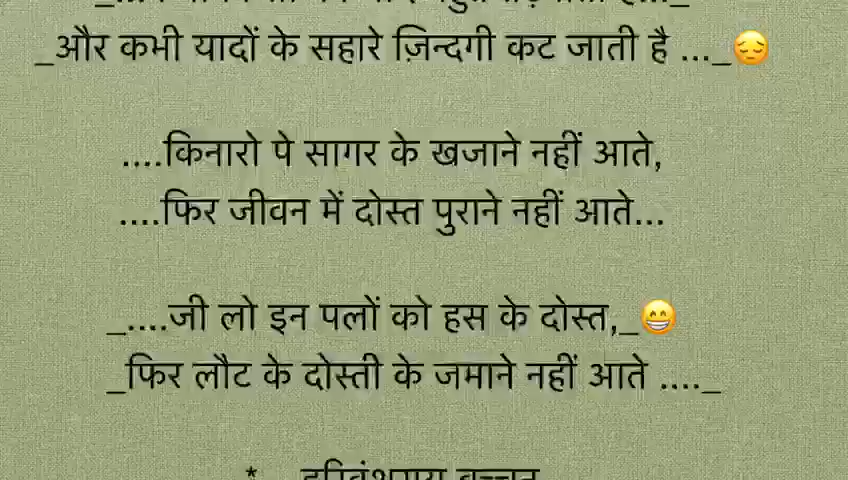 _और कभी यादों के सहारे ज़िन्दगी कट जाती है ..._😔
....किनारो पे सागर के खजाने नहीं आते,
....फिर जीवन में दोस्त पुराने नहीं आते...
_....जी लो इन पलों को हस के दोस्त,_😁
_फिर लौट के दोस्ती के जमाने नहीं आते ...._